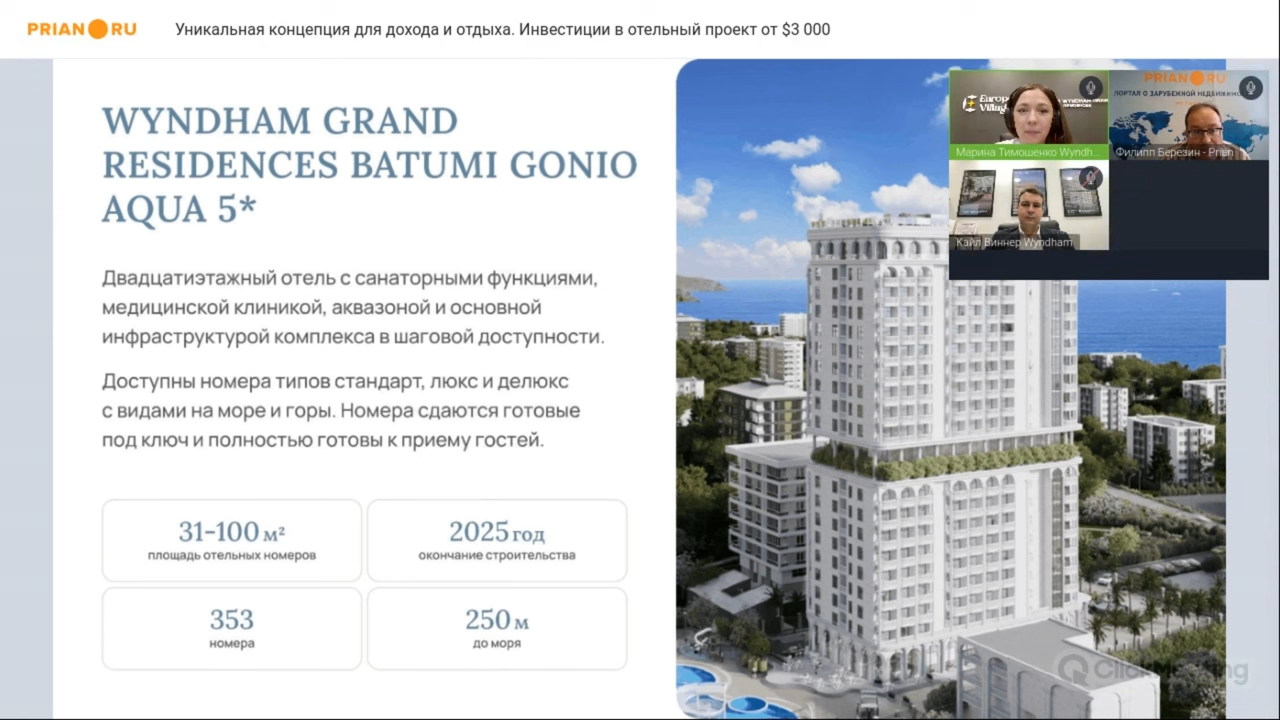 PRIAN RU
Уникальная концепция для дохода и отдыха. Инвестиции в отельный проект от $3 000
WYNDHAM GRAND
RESIDENCES BATUMI GONIO
AQUA 5*
Двадцатиэтажный отель с санаторными функциями,
медицинской клиникой, аквазоной и основной
инфраструктурой комплекса в шаговой доступности.
Доступны номера типов стандарт, люкс и делюкс
с видами на море и горы. Номера сдаются готовые
под ключ и полностью готовы к приему гостей.
31-100 м²
площадь отельных номеров
2025 год
окончание строительства
353
номера
250 м
до моря
PRIAN RU
Марина Тимошенко Wyndh...
Филипп Березин - Prian
Кайл Виннер Wyndham
ClickMeeting